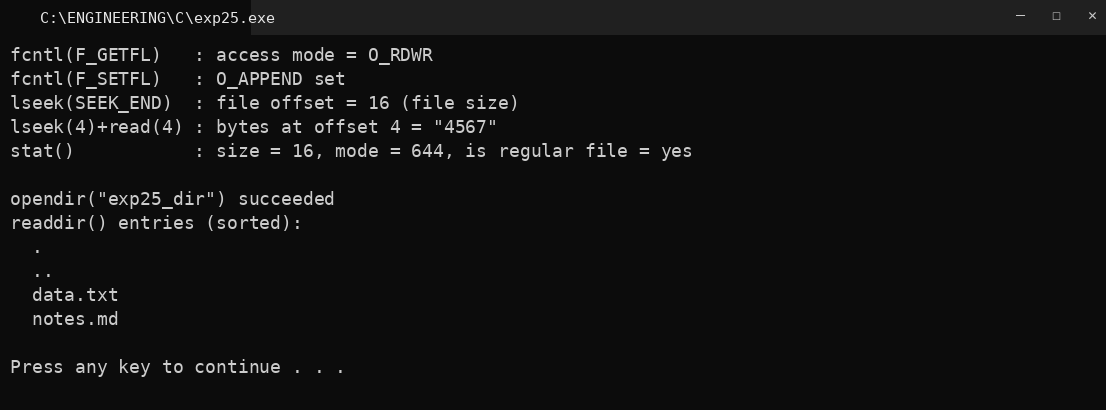 C:\ENGINEERING\C\exp25.exe
fcntl(F_GETFL)   : access mode = O_RDWR
fcntl(F_SETFL)   : O_APPEND set
lseek(SEEK_END)  : file offset = 16 (file size)
lseek(4)+read(4) : bytes at offset 4 = "4567"
stat()           : size = 16, mode = 644, is regular file = yes

opendir("exp25_dir") succeeded
readdir() entries (sorted):
  .
  ..
  data.txt
  notes.md

Press any key to continue . . .